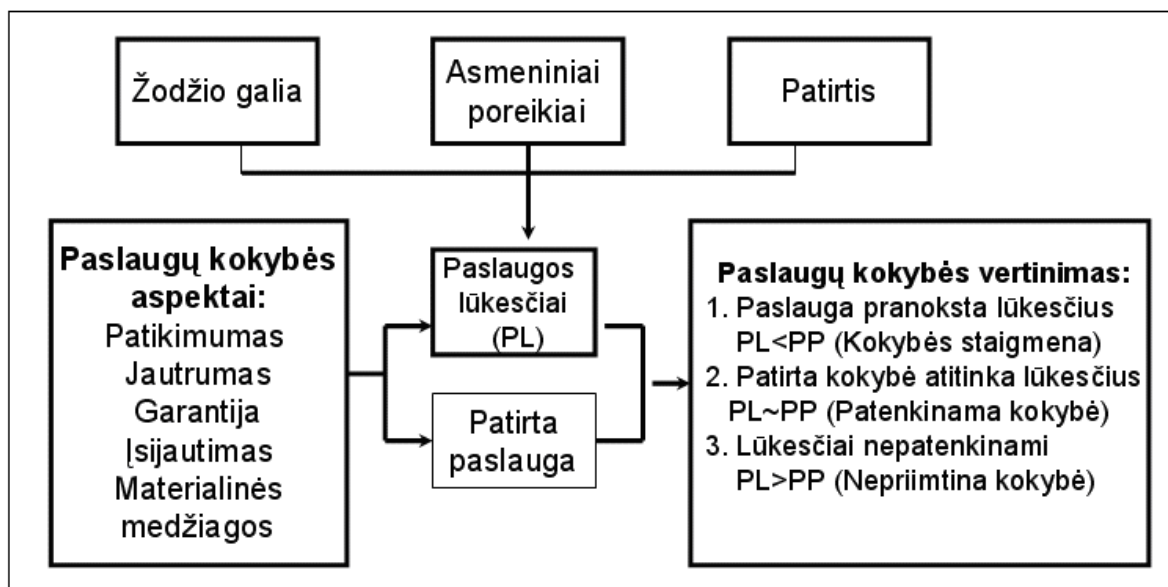 Žodžio galia
Asmeniniai
poreikiai
Patirtis
Paslaugų kokybės
aspektai:
Patikimumas
Jautrumas
Garantija
Įsijautimas
Materialinės
medžiagos
Paslaugos
lūkesčiai
(PL)
Patirta
paslauga
Paslaugų kokybės vertinimas:
1. Paslauga pranoksta lūkesčius
PL<PP (Kokybės staigmena)
2. Patirta kokybė atitinka lūkesčius
PL~PP (Patenkinama kokybė)
3. Lūkesčiai nepatenkinami
PL>PP (Nepriimtina kokybė)